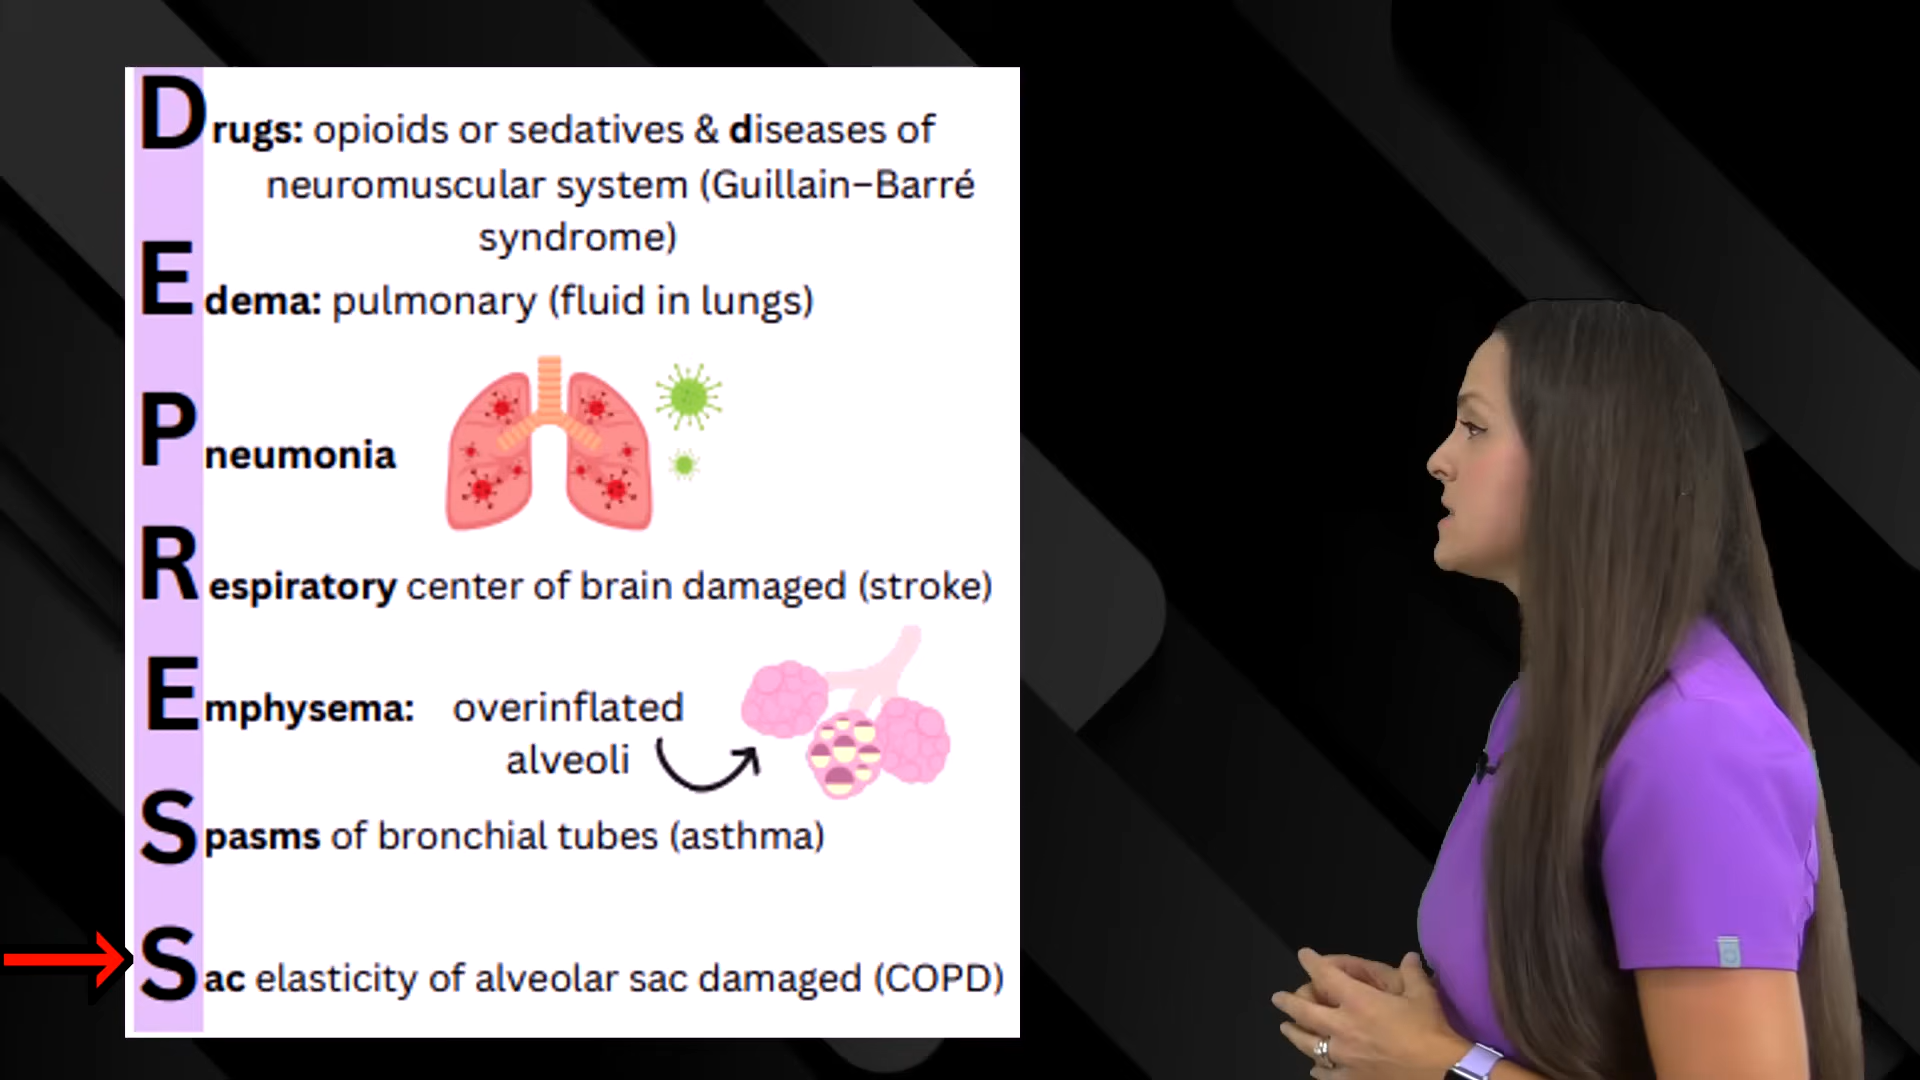 Drugs: opioids or sedatives & diseases of
neuromuscular system (Guillain–Barré
syndrome)
Edema: pulmonary (fluid in lungs)
Pneumonia
Respiratory center of brain damaged (stroke)
Emphysema: overinflated
alveoli
Spasms of bronchial tubes (asthma)
Sac elasticity of alveolar sac damaged (COPD)